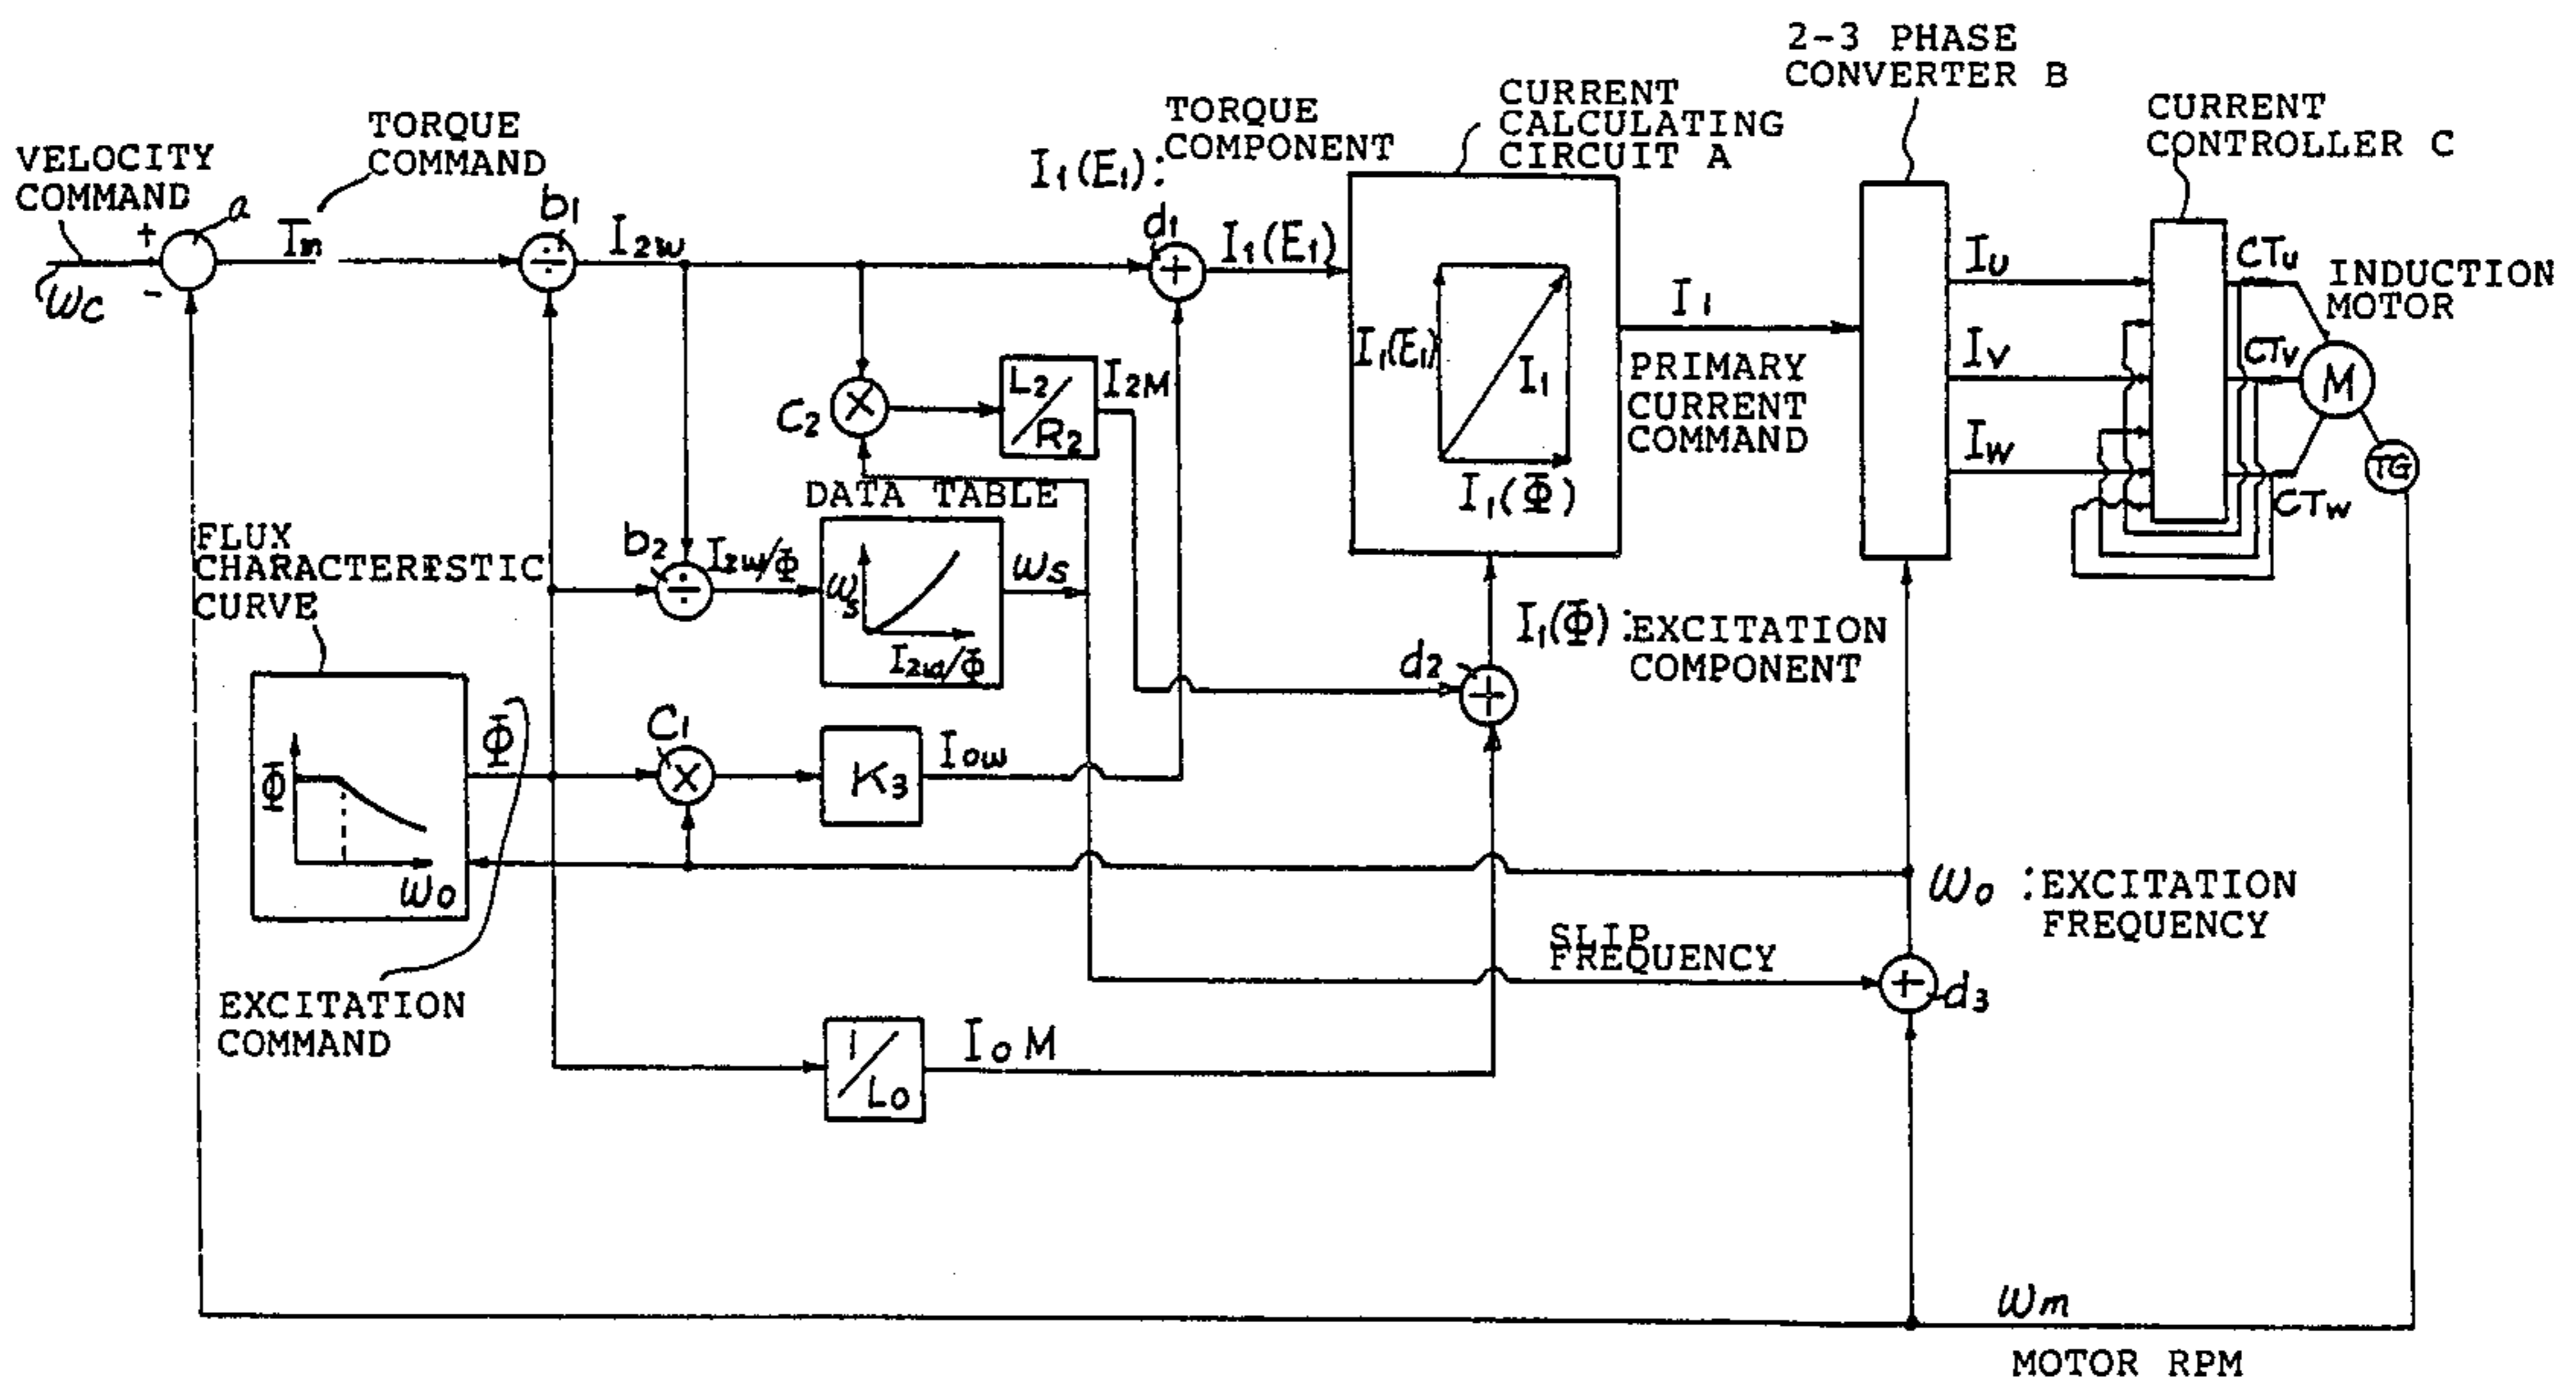 2-3 PHASE
CONVERTER B
CURRENT
CALCULATING
CIRCUIT A
CURRENT
CONTROLLER C
TORQUE
COMPONENT
I1(E1):
TORQUE
COMMAND
VELOCITY
COMMAND
a
+
-
ωc
Tm
b1
÷
I2w
d1
+
I1(E1)
I1(E1)
I1
I1(Φ)
I1
PRIMARY
CURRENT
COMMAND
IU
IV
IW
CTU
CTV
CTW
INDUCTION
MOTOR
M
TG
C2
×
L2/R2
I2M
DATA TABLE
b2
÷
I2w/Φ
ωs
I2w/Φ
ωs
FLUX
CHARACTERISTIC
CURVE
Φ
ω0
Φ
C1
×
K3
I0w
d2
+
I1(Φ):EXCITATION
COMPONENT
ω0 :EXCITATION
FREQUENCY
SLIP
FREQUENCY
+
d3
EXCITATION
COMMAND
1/L0
I0M
ωm
MOTOR RPM